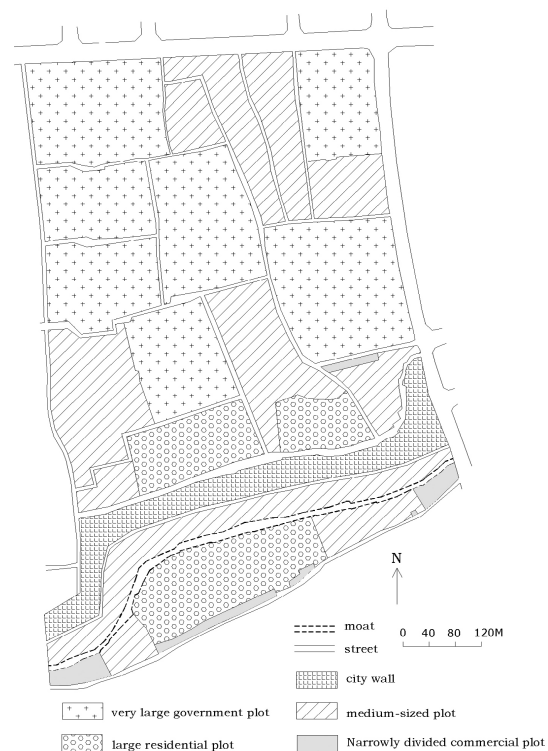 N
0 40 80 120M
moat
street
city wall
very large government plot
medium-sized plot
large residential plot
Narrowly divided commercial plot